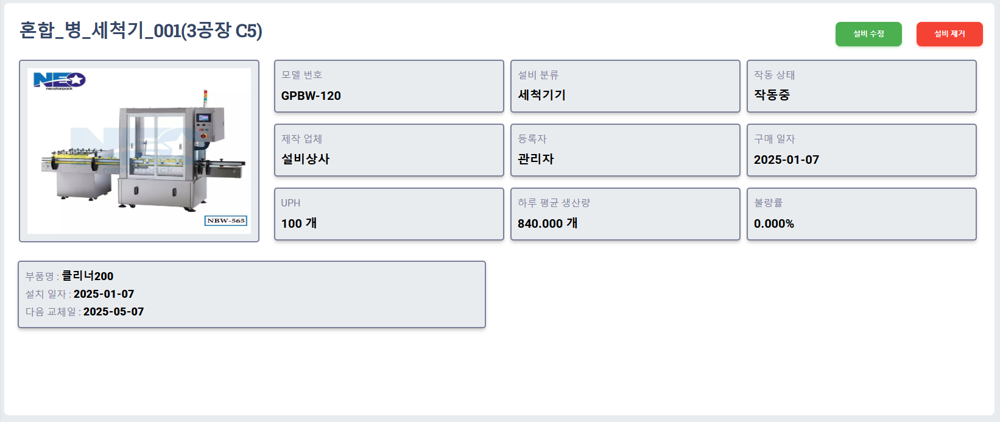 혼합_병_세척기_001(3공장 C5)
설비 수정
설비 제거
NEO
neostarpack
NEO
neostarpack
NBW-565
모델 번호
GPBW-120
설비 분류
세척기기
작동 상태
작동중
제작 업체
설비상사
등록자
관리자
구매 일자
2025-01-07
UPH
100 개
하루 평균 생산량
840.000 개
불량률
0.000%
부품명 : 클리너200
설치 일자 : 2025-01-07
다음 교체일 : 2025-05-07